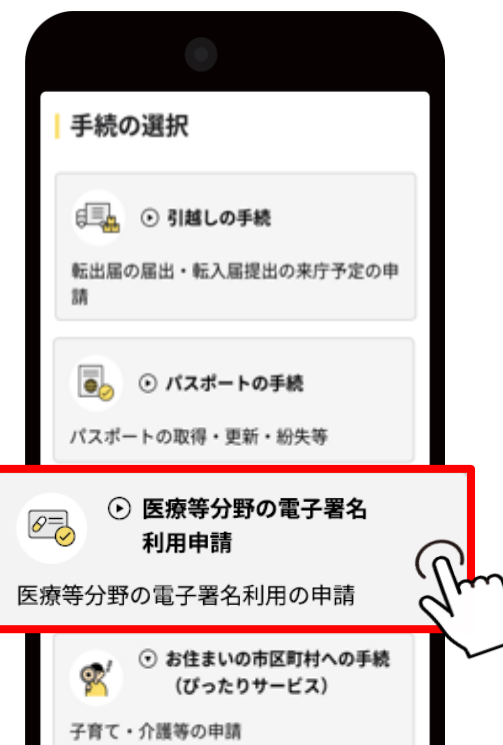 手続の選択
引越しの手続
転出届の届出・転入届提出の来庁予定の申
請
パスポートの手続
パスポートの取得・更新・紛失等
医療等分野の電子署名
利用申請
医療等分野の電子署名利用の申請
お住まいの市区町村への手続
（ぴったりサービス）
子育て・介護等の申請